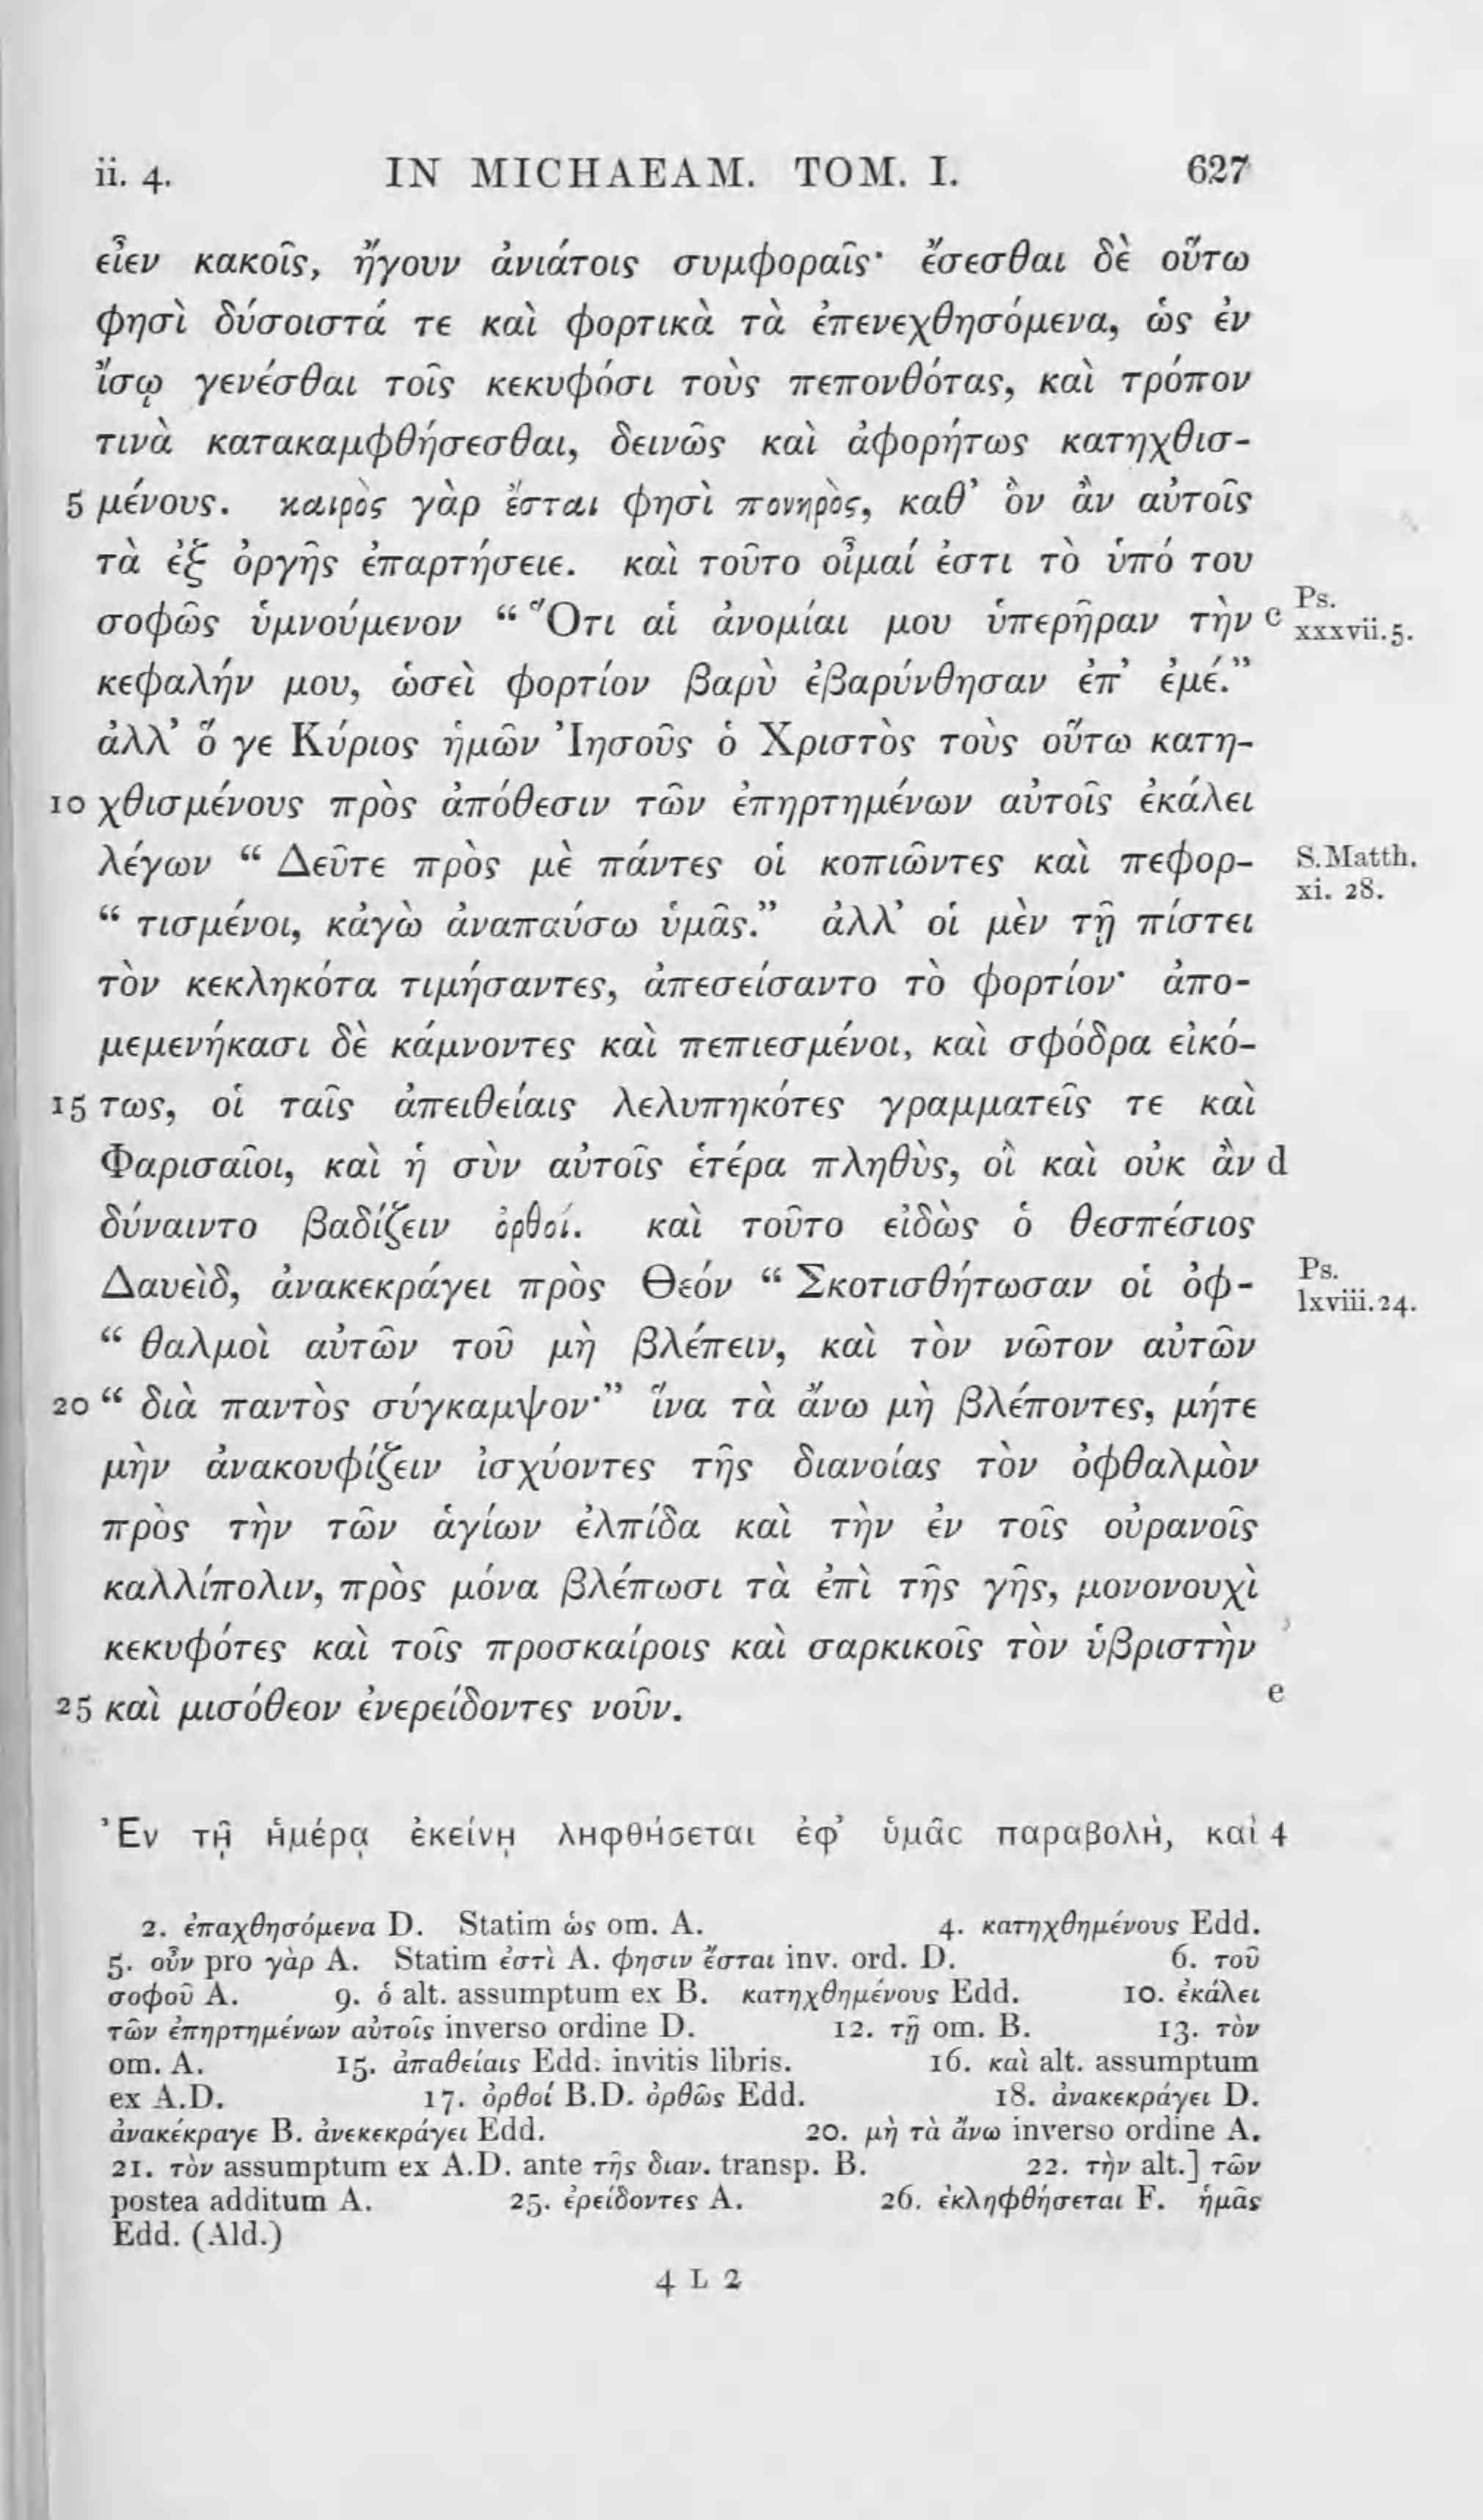 ii. 4. IN MICHAEAM. TOM. I. 627
εἶεν κακοῖς, ἤγουν ἀνιάτοις συμφοραῖς· ἔσεσθαι δὲ οὕτω
φησὶ δύσοιστά τε καὶ φορτικὰ τὰ ἐπενεχθησόμενα, ὡς ἐν
ἴσῳ γενέσθαι τοῖς κεκυφόσι τοὺς πεπονθότας, καὶ τρόπον
τινὰ κατακαμφθήσεσθαι, δεινῶς καὶ ἀφορήτως κατηχθισ-
5 μένους. καιρὸς γὰρ ἔσται φησὶ πονηρὸς, καθ’ ὃν ἂν αὐτοῖς
τὰ ἐξ ὀργῆς ἐπαρτήσειε. καὶ τοῦτο οἶμαί ἐστι τὸ ὑπό του
σοφῶς ὑμνούμενον “ Ὅτι αἱ ἀνομίαι μου ὑπερῆραν τὴν c Ps. xxxvii. 5.
κεφαλήν μου, ὡσεὶ φορτίον βαρὺ ἐβαρύνθησαν ἐπ’ ἐμέ.”
ἀλλ’ ὅ γε Κύριος ἡμῶν Ἰησοῦς ὁ Χριστὸς τοὺς οὕτω κατη-
10 χθισμένους πρὸς ἀπόθεσιν τῶν ἐπηρτημένων αὐτοῖς ἐκάλει
λέγων “ Δεῦτε πρὸς μὲ πάντες οἱ κοπιῶντες καὶ πεφορ- S. Matth. xi. 28.
“ τισμένοι, κἀγὼ ἀναπαύσω ὑμᾶς.” ἀλλ’ οἱ μὲν τῇ πίστει
τὸν κεκληκότα τιμήσαντες, ἀπεσείσαντο τὸ φορτίον· ἀπο-
μεμενήκασι δὲ κάμνοντες καὶ πεπιεσμένοι, καὶ σφόδρα εἰκό-
15 τως, οἱ ταῖς ἀπειθείαις λελυπηκότες γραμματεῖς τε καὶ
Φαρισαῖοι, καὶ ἡ σὺν αὐτοῖς ἑτέρα πληθὺς, οἳ καὶ οὐκ ἂν d
δύναιντο βαδίζειν ὀρθοί. καὶ τοῦτο εἰδὼς ὁ θεσπέσιος
Δαυεὶδ, ἀνακεκράγει πρὸς Θεόν “ Σκοτισθήτωσαν οἱ ὀφ- Ps. lxviii. 24.
“ θαλμοὶ αὐτῶν τοῦ μὴ βλέπειν, καὶ τὸν νῶτον αὐτῶν
20 “ διὰ παντὸς σύγκαμψον·” ἵνα τὰ ἄνω μὴ βλέποντες, μήτε
μὴν ἀνακουφίζειν ἰσχύοντες τῆς διανοίας τὸν ὀφθαλμὸν
πρὸς τὴν τῶν ἁγίων ἐλπίδα καὶ τὴν ἐν τοῖς οὐρανοῖς
καλλίπολιν, πρὸς μόνα βλέπωσι τὰ ἐπὶ τῆς γῆς, μονονουχὶ
κεκυφότες καὶ τοῖς προσκαίροις καὶ σαρκικοῖς τὸν ὑβριστὴν
25 καὶ μισόθεον ἐνερείδοντες νοῦν. e
Ἐν τῇ ἡμέρᾳ ἐκείνῃ ληφθήσεται ἐφ’ ὑμᾶς παραβολὴ, καὶ 4
2. ἐπαχθησόμενα D. Statim ὡς om. A. 4. κατηχθημένους Edd.
5. οὖν pro γὰρ A. Statim ἐστὶ A. φησιν ἔσται inv. ord. D. 6. τοῦ
σοφοῦ A. 9. ὁ alt. assumptum ex B. κατηχθημένους Edd. 10. ἐκάλει
τῶν ἐπηρτημένων αὐτοῖς inverso ordine D. 12. τῇ om. B. 13. τὸν
om. A. 15. ἀπαθείαις Edd. invitis libris. 16. καὶ alt. assumptum
ex A.D. 17. ὀρθοί B.D. ὀρθῶς Edd. 18. ἀνακεκράγει D.
ἀνακέκραγε B. ἀνεκεκράγει Edd. 20. μὴ τὰ ἄνω inverso ordine A.
21. τὸν assumptum ex A.D. ante τῆς διαν. transp. B. 22. τὴν alt.] τῶν
postea additum A. 25. ἐρείδοντες A. 26. ἐκληφθήσεται F. ἡμᾶς
Edd. (Ald.)
4 L 2